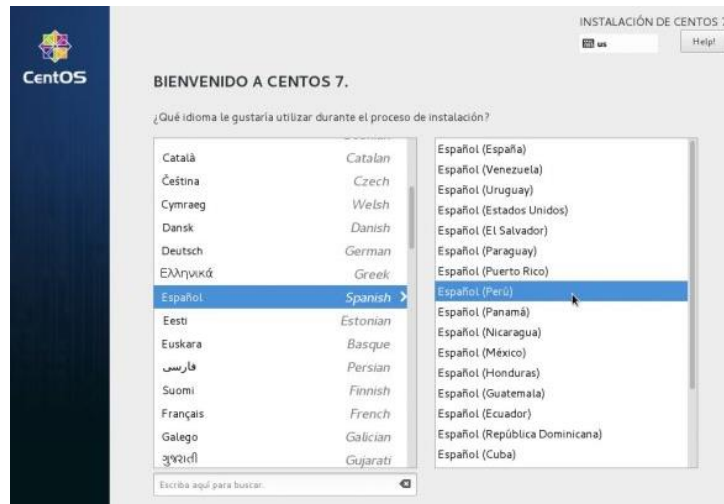 INSTALACIÓN DE CENTOS 7
us
Help!
CentOS
BIENVENIDO A CENTOS 7.
¿Qué idioma le gustaría utilizar durante el proceso de instalación?
Català Catalan
Čeština Czech
Cymraeg Welsh
Dansk Danish
Deutsch German
Ελληνικά Greek
Español Spanish
Eesti Estonian
Euskara Basque
فارسی Persian
Suomi Finnish
Français French
Galego Galician
ગુજરાતી Gujarati
Escriba aquí para buscar.
Español (España)
Español (Venezuela)
Español (Uruguay)
Español (Estados Unidos)
Español (El Salvador)
Español (Paraguay)
Español (Puerto Rico)
Español (Perú)
Español (Panamá)
Español (Nicaragua)
Español (México)
Español (Honduras)
Español (Guatemala)
Español (Ecuador)
Español (República Dominicana)
Español (Cuba)